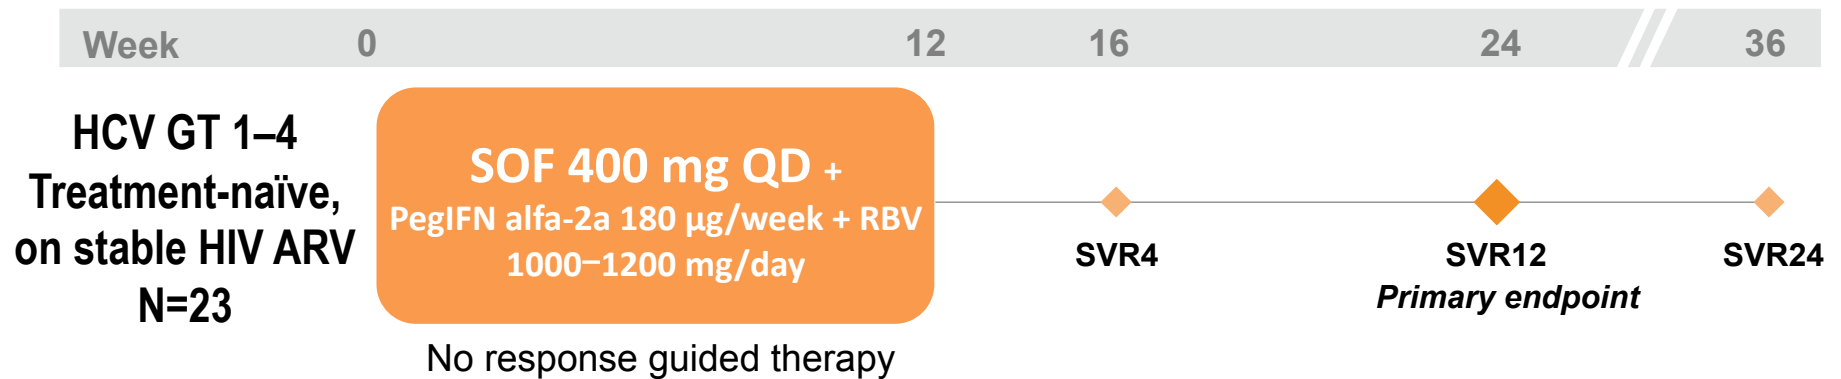 Week 0 12 16 24 36
HCV GT 1–4
Treatment-naïve,
on stable HIV ARV
N=23
SOF 400 mg QD +
PegIFN alfa-2a 180 µg/week + RBV
1000–1200 mg/day
No response guided therapy
SVR4
SVR12
Primary endpoint
SVR24